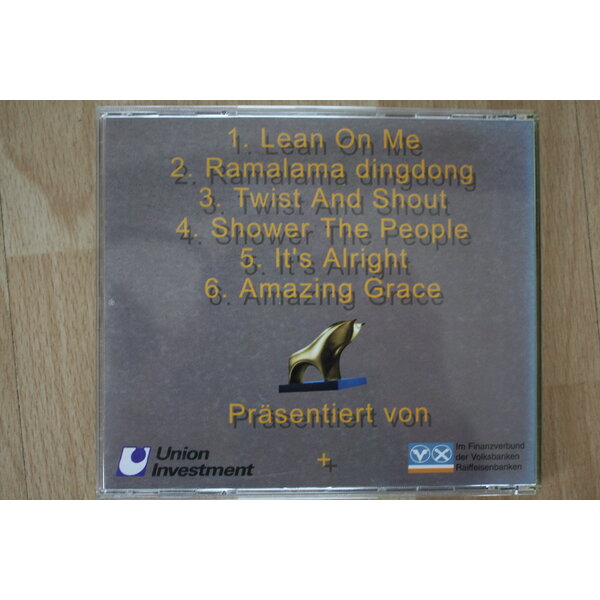 1. Lean On Me
2. Ramalama dingdong
3. Twist And Shout
4. Shower The People
5. It's Alright
6. Amazing Grace
Präsentiert von
Union
Investment
+
Im Finanzverbund
der Volksbanken
Raiffeisenbanken